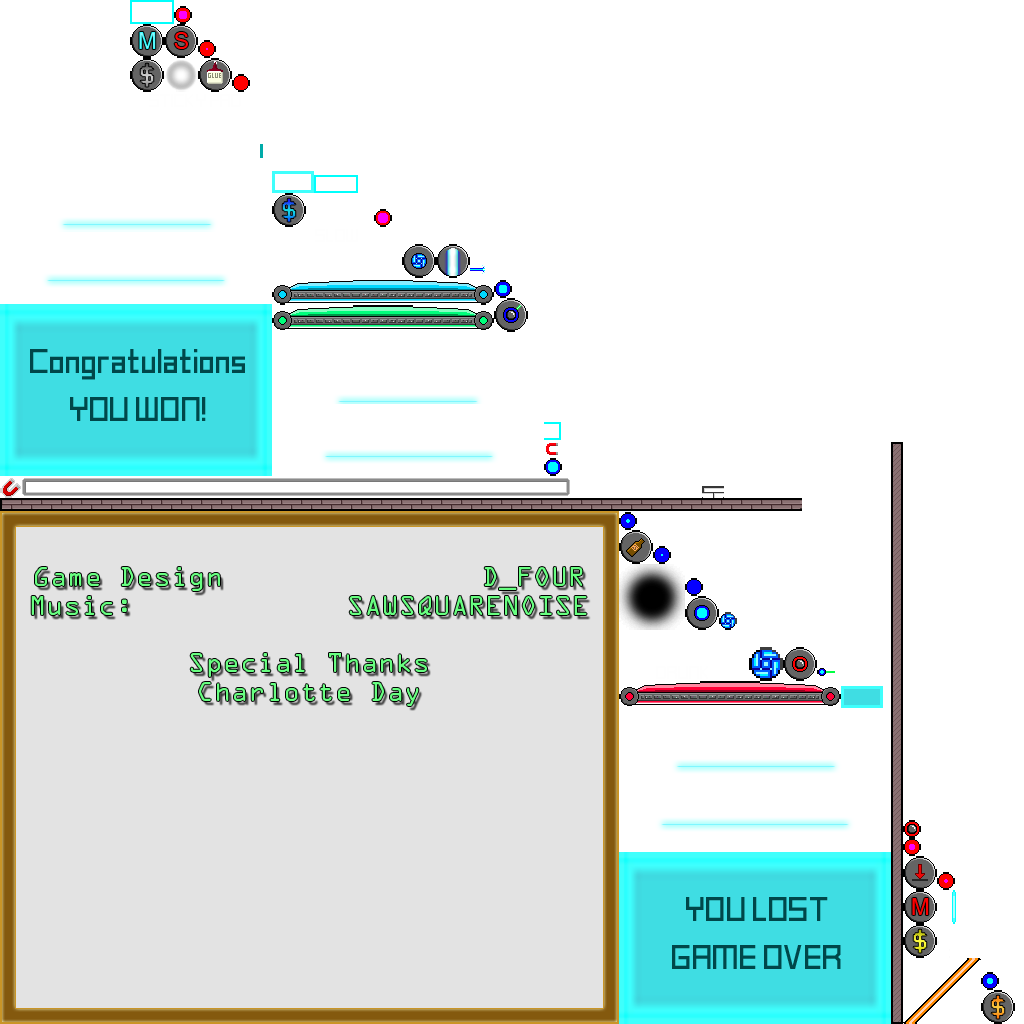 M S
$ GLUE
$
Congratulations
YOU WON!
Game Design D_FOUR
Music: SAWSQUARENOISE
Special Thanks
Charlotte Day
YOU LOST
GAME OVER
M
$
$